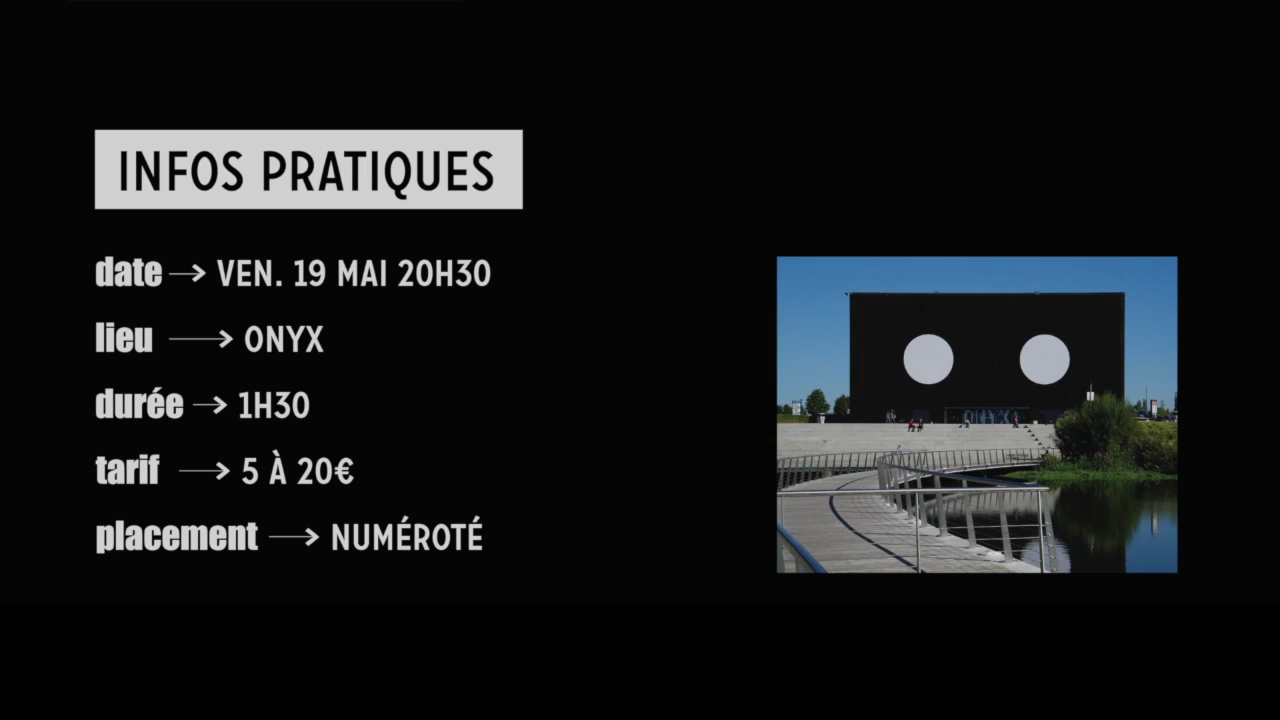 INFOS PRATIQUES
date → VEN. 19 MAI 20H30
lieu → ONYX
durée → 1H30
tarif → 5 À 20€
placement → NUMÉROTÉ